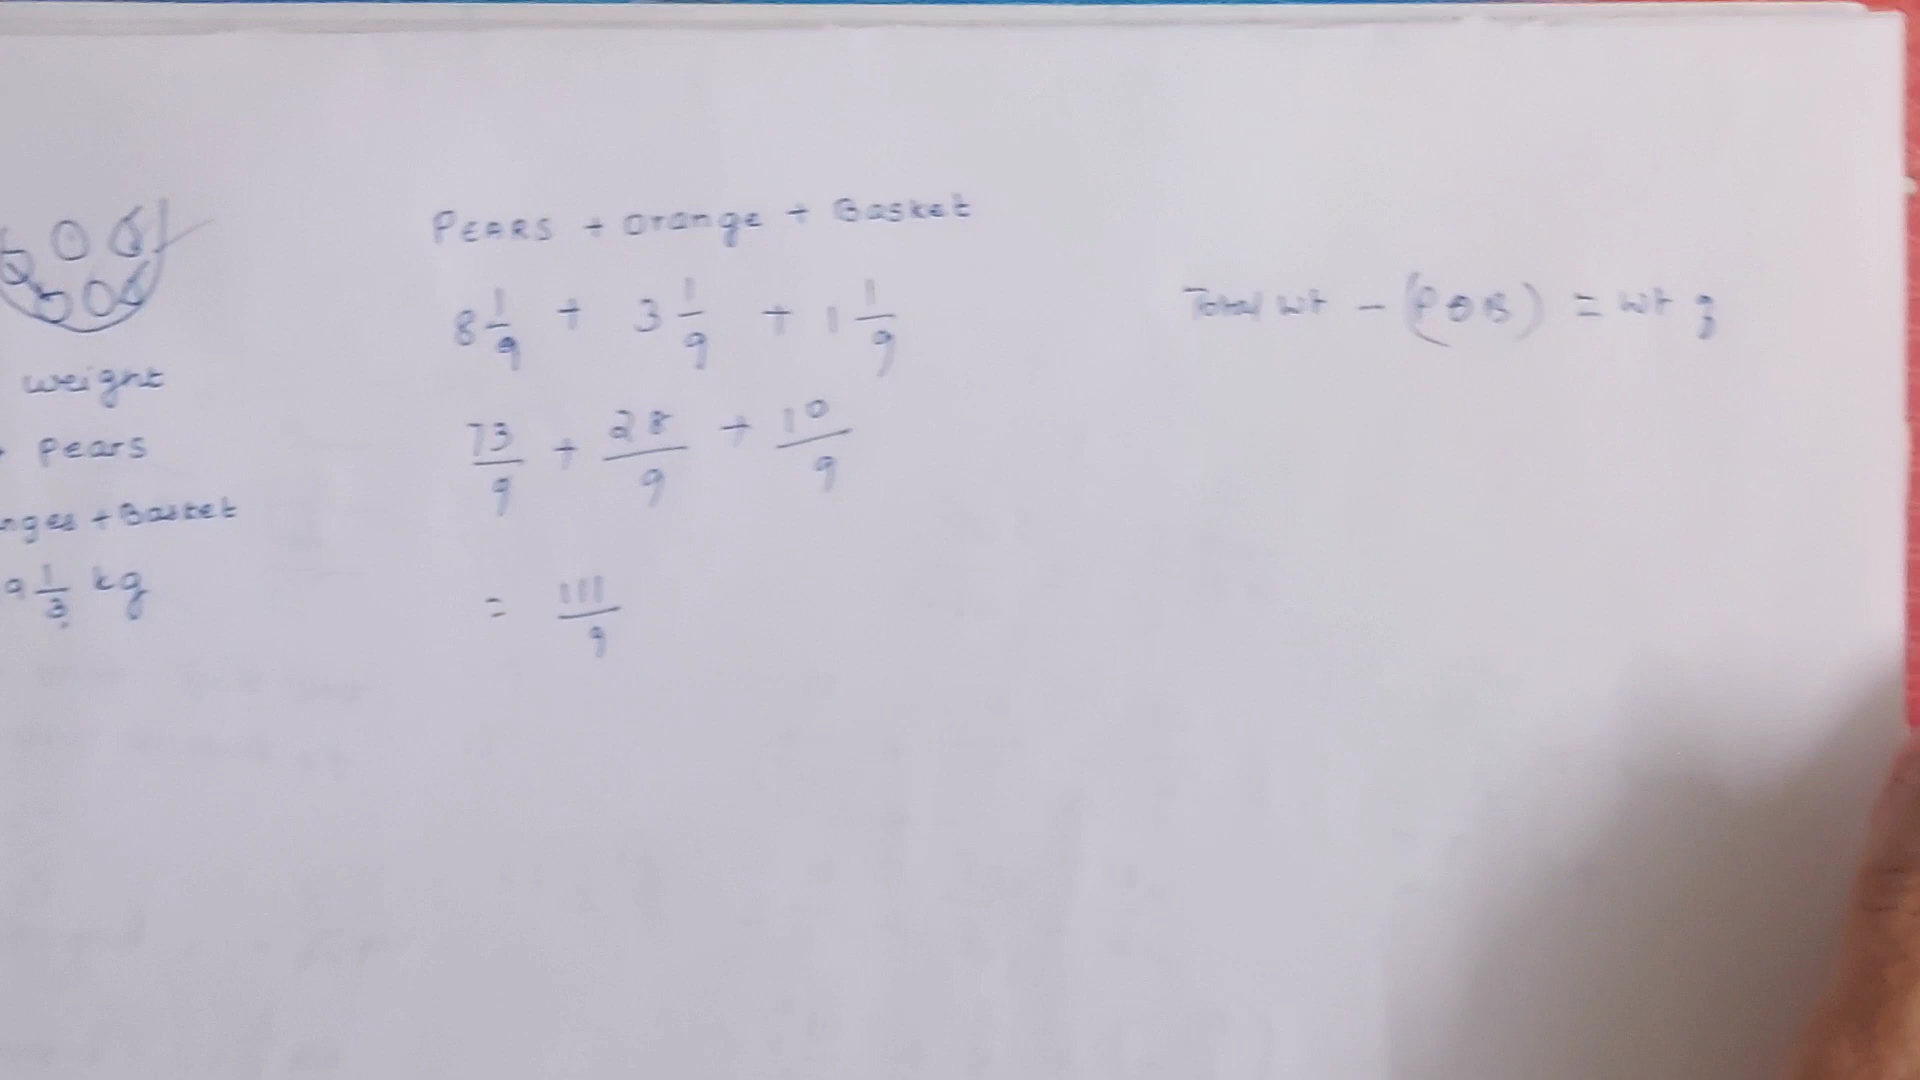 weight
Pears
nges + Basket
9 1/3 kg
PEARS + Orange + Basket
8 1/9 + 3 1/9 + 1 1/9
73/9 + 28/9 + 10/9
= 111/9
Total wt - (POB) = wt